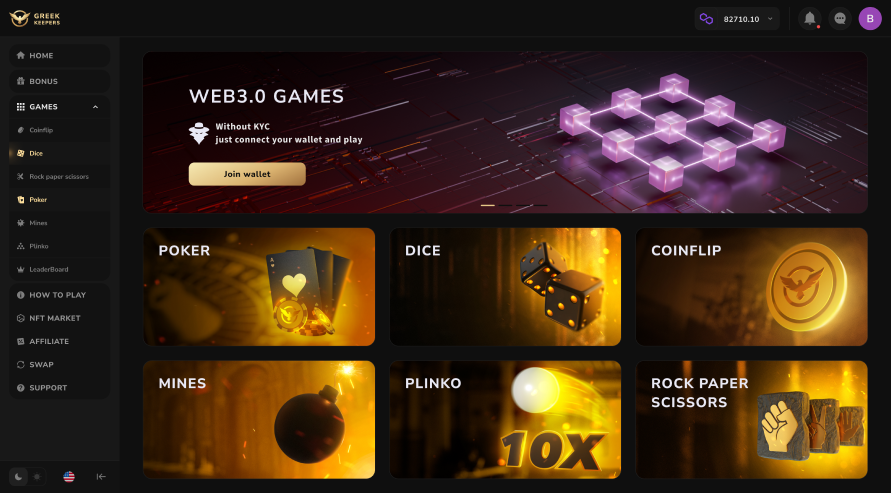 GREEK
KEEPERS
82710.10
B
HOME
BONUS
GAMES
Coinflip
Dice
Rock paper scissors
Poker
Mines
Plinko
LeaderBoard
HOW TO PLAY
NFT MARKET
AFFILIATE
SWAP
SUPPORT
WEB3.0 GAMES
Without KYC
just connect your wallet and play
Join wallet
POKER
DICE
COINFLIP
MINES
PLINKO
10X
ROCK PAPER
SCISSORS